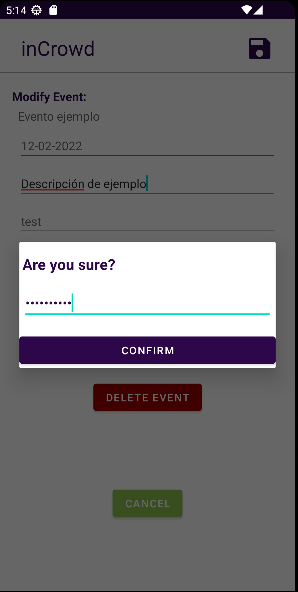 5:14
inCrowd
Modify Event:
Evento ejemplo
12-02-2022
Descripción de ejemplo
test
Are you sure?
••••••••••
CONFIRM
DELETE EVENT
CANCEL